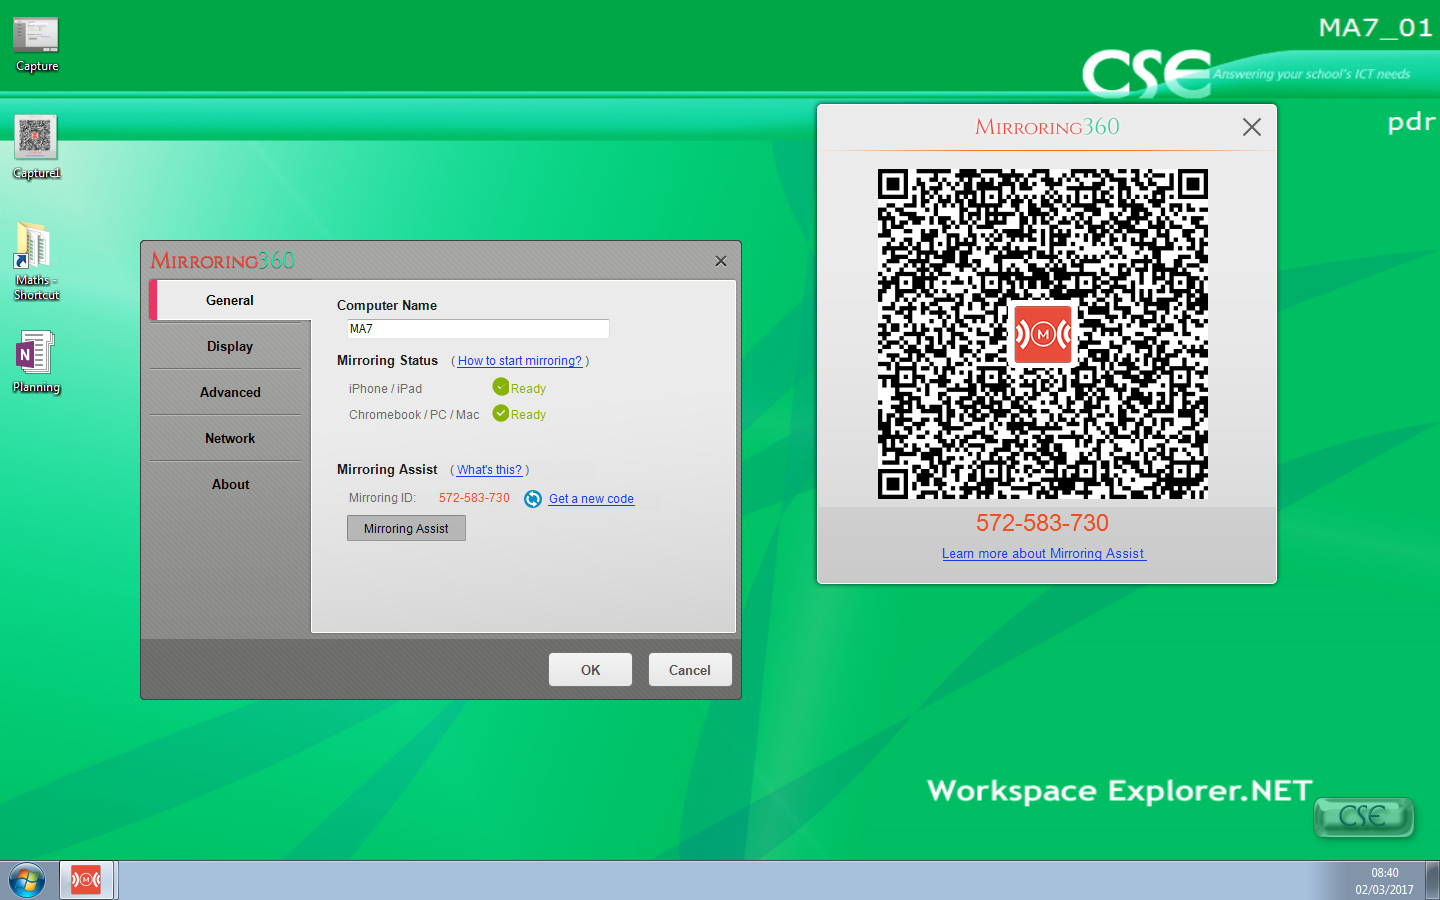 Capture
Capture1
Maths -
Shortcut
Planning
MA7_01
CSE
Answering your school's ICT needs
pdr
MIRRORING360
General
Display
Advanced
Network
About
Computer Name
MA7
Mirroring Status ( How to start mirroring? )
iPhone / iPad Ready
Chromebook / PC / Mac Ready
Mirroring Assist ( What's this? )
Mirroring ID: 572-583-730 Get a new code
Mirroring Assist
OK Cancel
MIRRORING360
M
572-583-730
Learn more about Mirroring Assist
Workspace Explorer.NET
CSE
N
M
08:40
02/03/2017